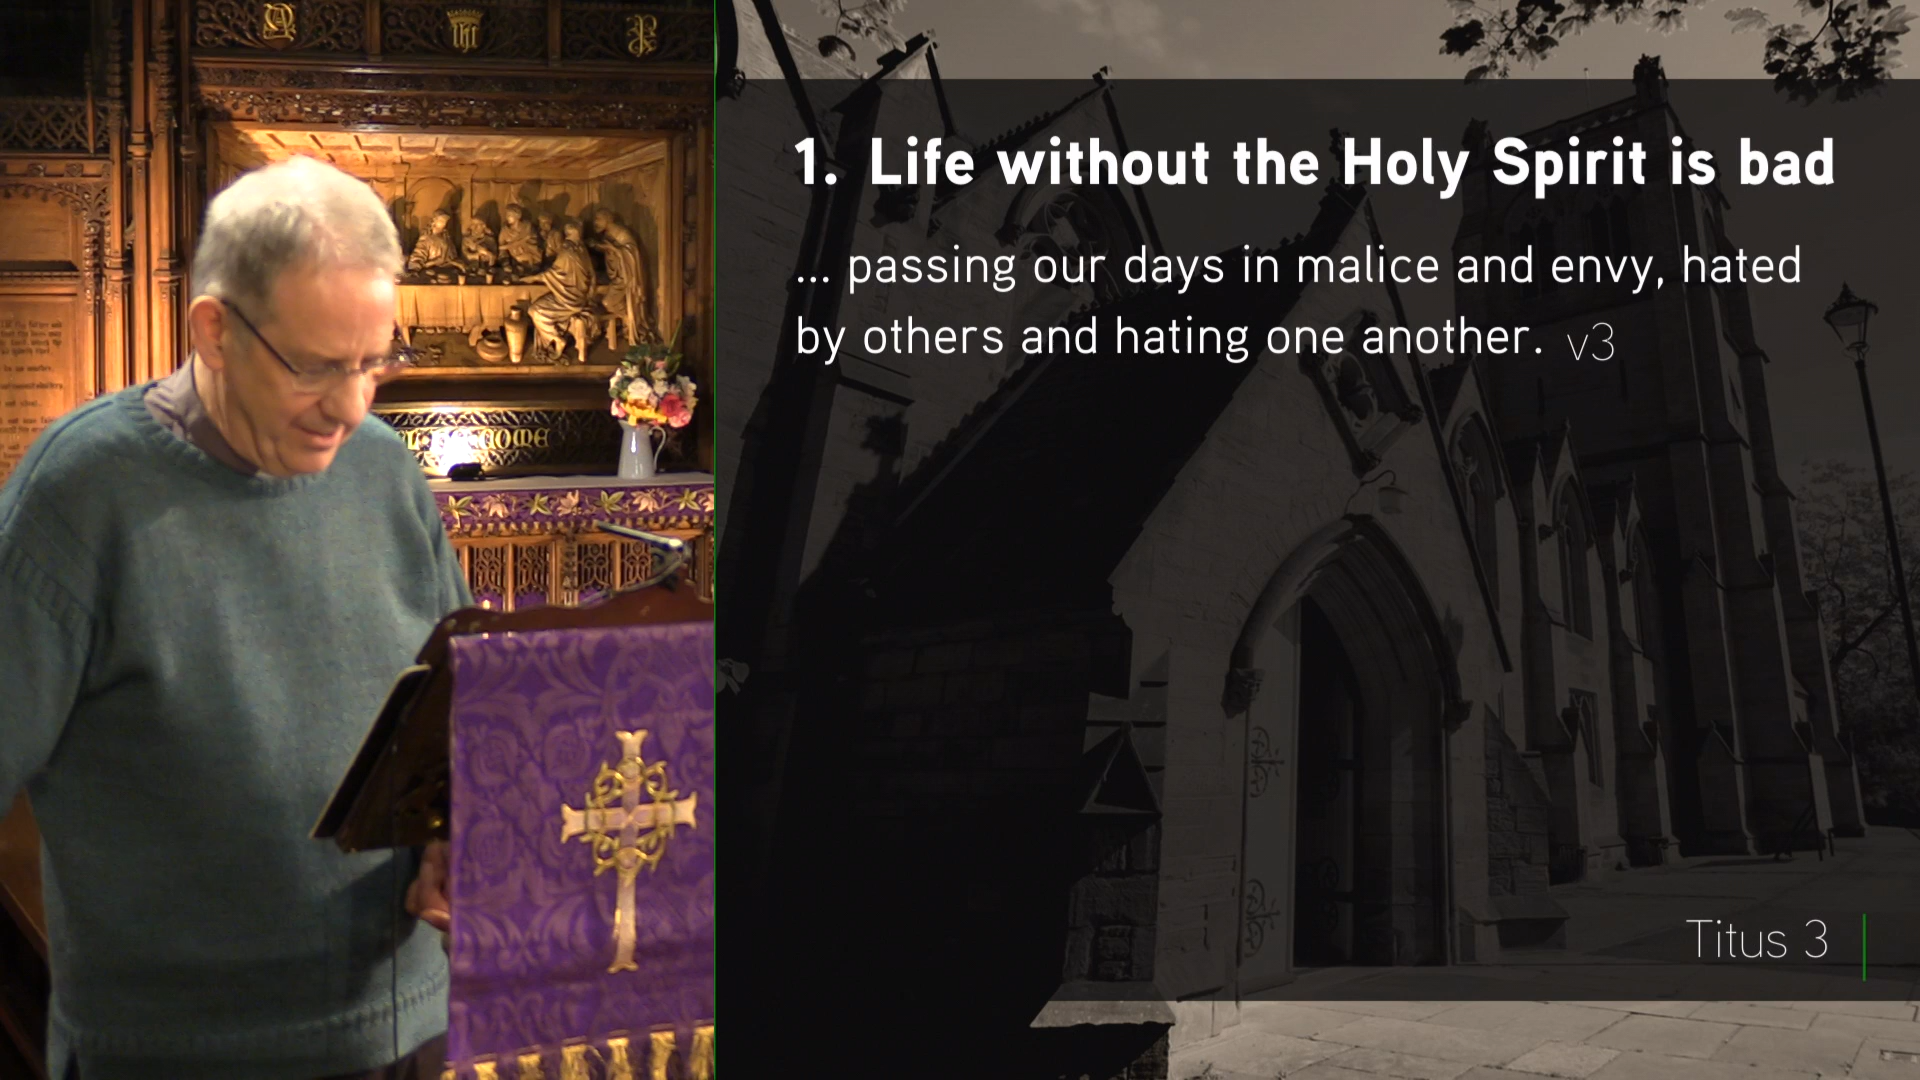 IHC
1. Life without the Holy Spirit is bad
... passing our days in malice and envy, hated
by others and hating one another. v3
Titus 3